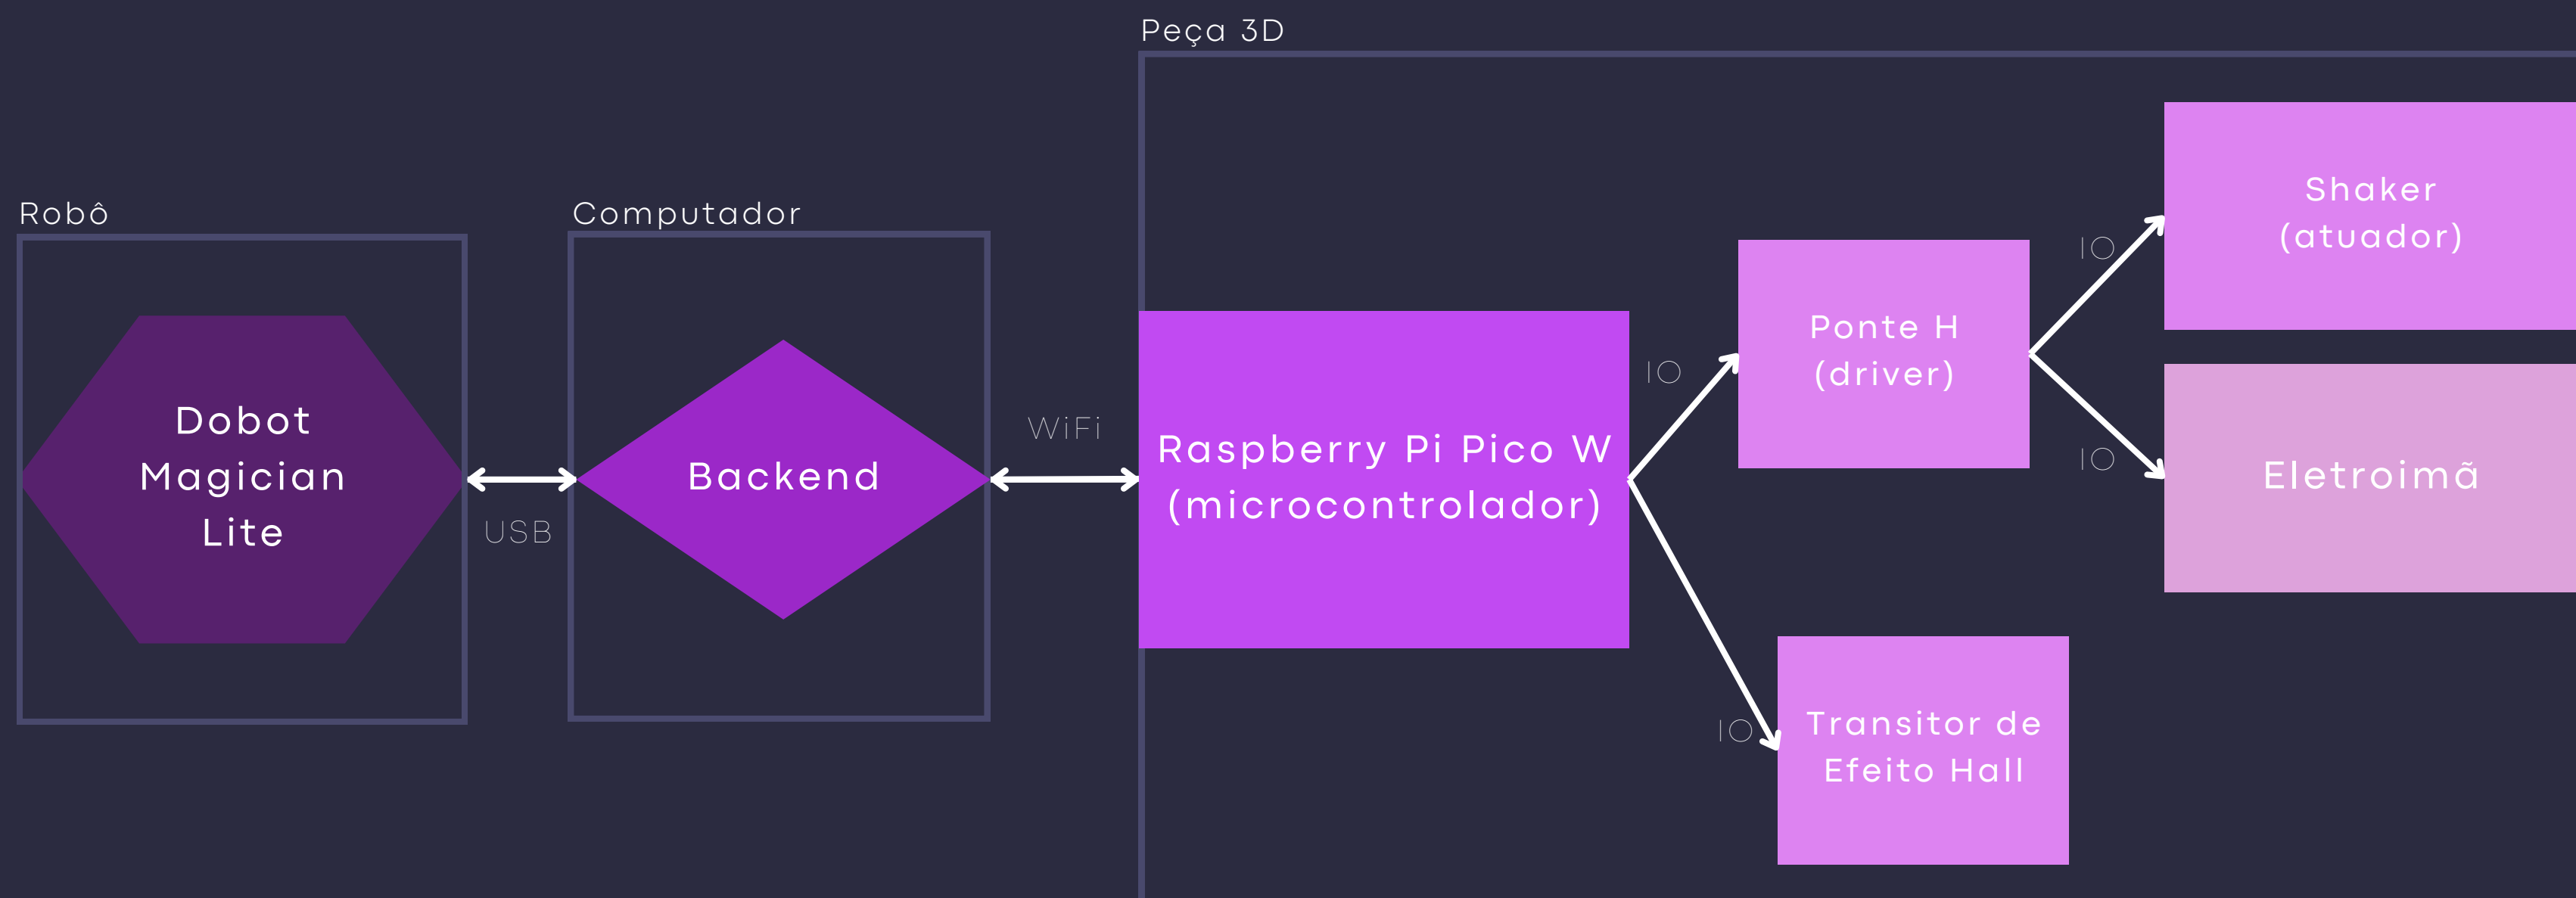 Peça 3D
Robô
Computador
Dobot
Magician
Lite
USB
Backend
WiFi
Raspberry Pi Pico W
(microcontrolador)
IO
Ponte H
(driver)
IO
Shaker
(atuador)
IO
Eletroimã
IO
Transitor de
Efeito Hall